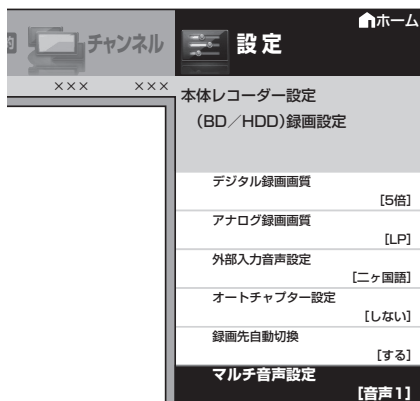 ホーム
的
チャンネル
設定
×××
×××
本体レコーダー設定
(BD/HDD)録画設定
デジタル録画画質
[5倍]
アナログ録画画質
[LP]
外部入力音声設定
[二ヶ国語]
オートチャプター設定
[しない]
録画先自動切換
[する]
マルチ音声設定
[音声1]